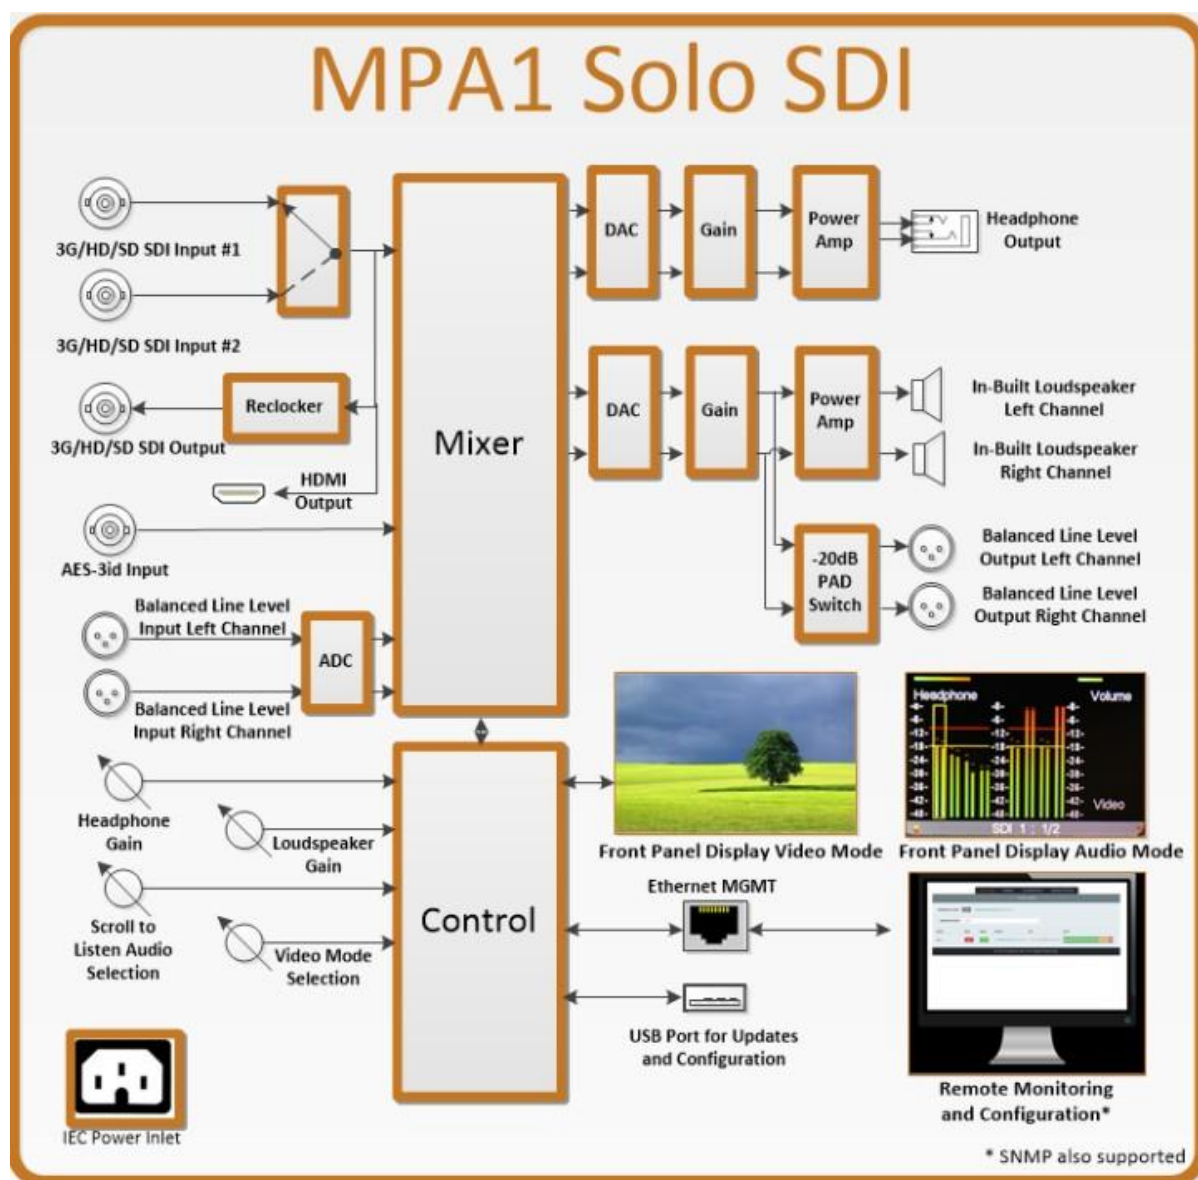 MPA1 Solo SDI
3G/HD/SD SDI Input #1
3G/HD/SD SDI Input #2
Reclocker
3G/HD/SD SDI Output
HDMI
Output
AES-3id Input
Balanced Line Level
Input Left Channel
ADC
Balanced Line Level
Input Right Channel
Mixer
DAC
Gain
Power
Amp
Headphone
Output
DAC
Gain
Power
Amp
In-Built Loudspeaker
Left Channel
In-Built Loudspeaker
Right Channel
-20dB
PAD
Switch
Balanced Line Level
Output Left Channel
Balanced Line Level
Output Right Channel
Headphone
Gain
Loudspeaker
Gain
Scroll to
Listen Audio
Selection
Video Mode
Selection
Control
Front Panel Display Video Mode
Headphone
Volume
Video
SDI 1 : 1/2
Front Panel Display Audio Mode
Ethernet MGMT
USB Port for Updates
and Configuration
Remote Monitoring
and Configuration*
IEC Power Inlet
* SNMP also supported